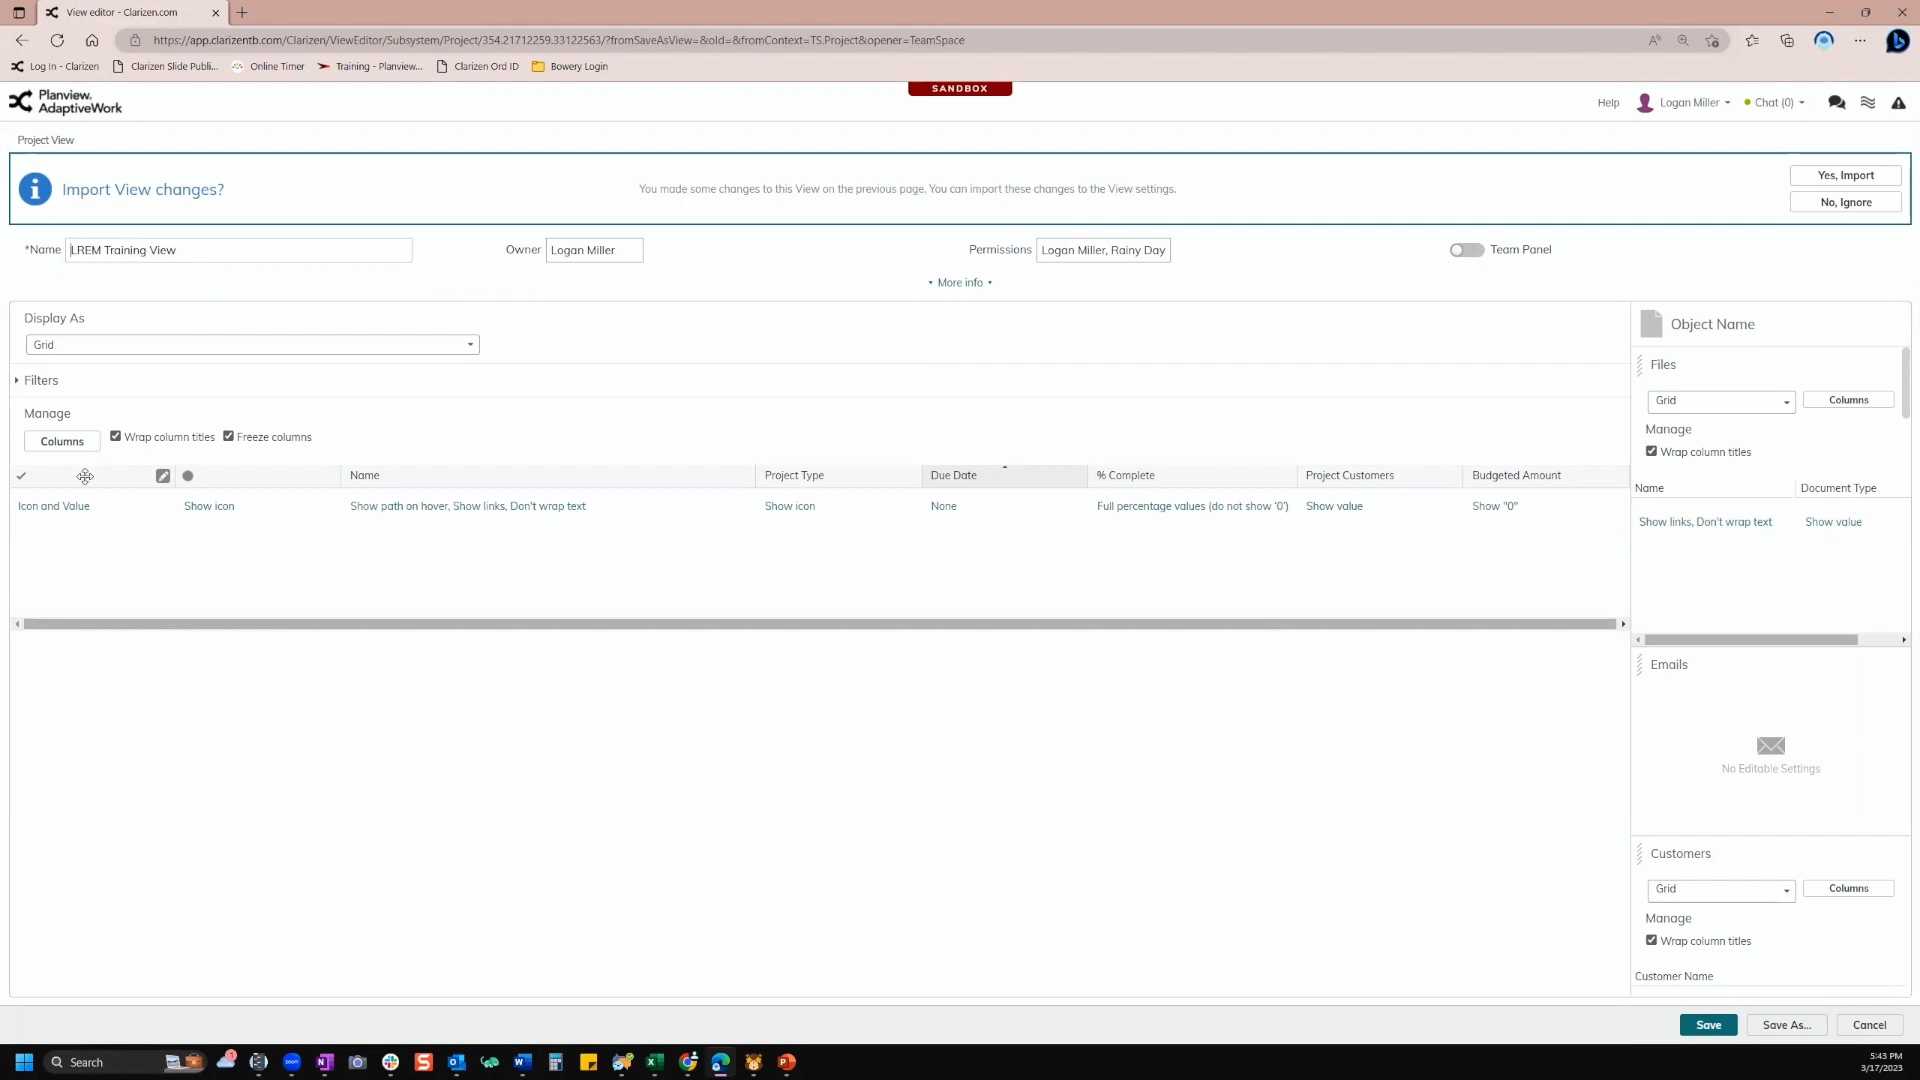 View editor - Clarizen.com
https://app.clarizentb.com/Clarizen/ViewEditor/Subsystem/Project/354.21712259.33122563/?fromSaveAsView=&oId=&fromContext=TS.Project&opener=TeamSpace
Log In - Clarizen
Clarizen Slide Publi...
Online Timer
Training - Planview...
Clarizen Ord ID
Bowery Login
Planview.
AdaptiveWork
SANDBOX
Help
Logan Miller
Chat (0)
Project View
Import View changes?
You made some changes to this View on the previous page. You can import these changes to the View settings.
Yes, Import
No, Ignore
*Name
LREM Training View
Owner
Logan Miller
Permissions
Logan Miller, Rainy Day
Team Panel
More info
Display As
Grid
Filters
Manage
Columns
Wrap column titles
Freeze columns
Name
Project Type
Due Date
% Complete
Project Customers
Budgeted Amount
Icon and Value
Show icon
Show path on hover, Show links, Don't wrap text
Show icon
None
Full percentage values (do not show '0')
Show value
Show "0"
Object Name
Files
Grid
Columns
Manage
Wrap column titles
Name
Document Type
Show links, Don't wrap text
Show value
Emails
No Editable Settings
Customers
Grid
Columns
Manage
Wrap column titles
Customer Name
Save
Save As...
Cancel
Search
5:43 PM
3/17/2023